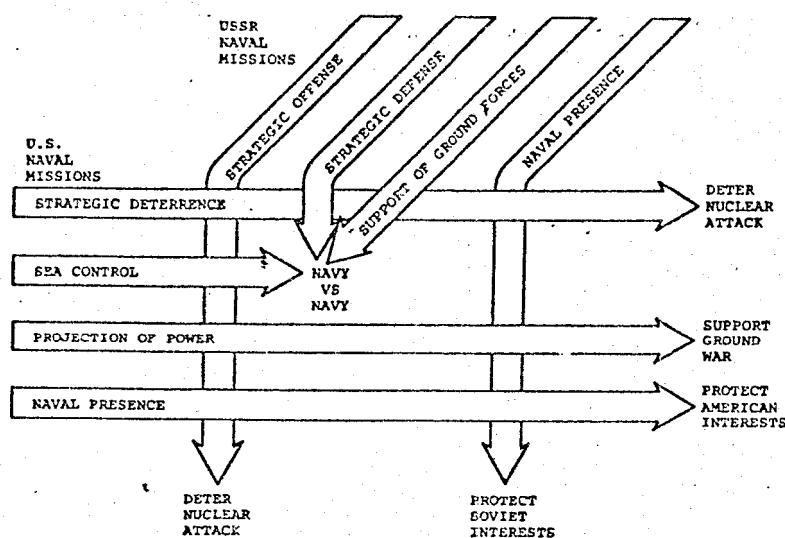 USSR
NAVAL
MISSIONS
STRATEGIC OFFENSE
STRATEGIC DEFENSE
SUPPORT OF GROUND FORCES
NAVAL PRESENCE
U.S.
NAVAL
MISSIONS
STRATEGIC DETERRENCE
DETER
NUCLEAR
ATTACK
SEA CONTROL
NAVY
VS
NAVY
PROJECTION OF POWER
SUPPORT
GROUND
WAR
NAVAL PRESENCE
PROTECT
AMERICAN
INTERESTS
DETER
NUCLEAR
ATTACK
PROTECT
SOVIET
INTERESTS